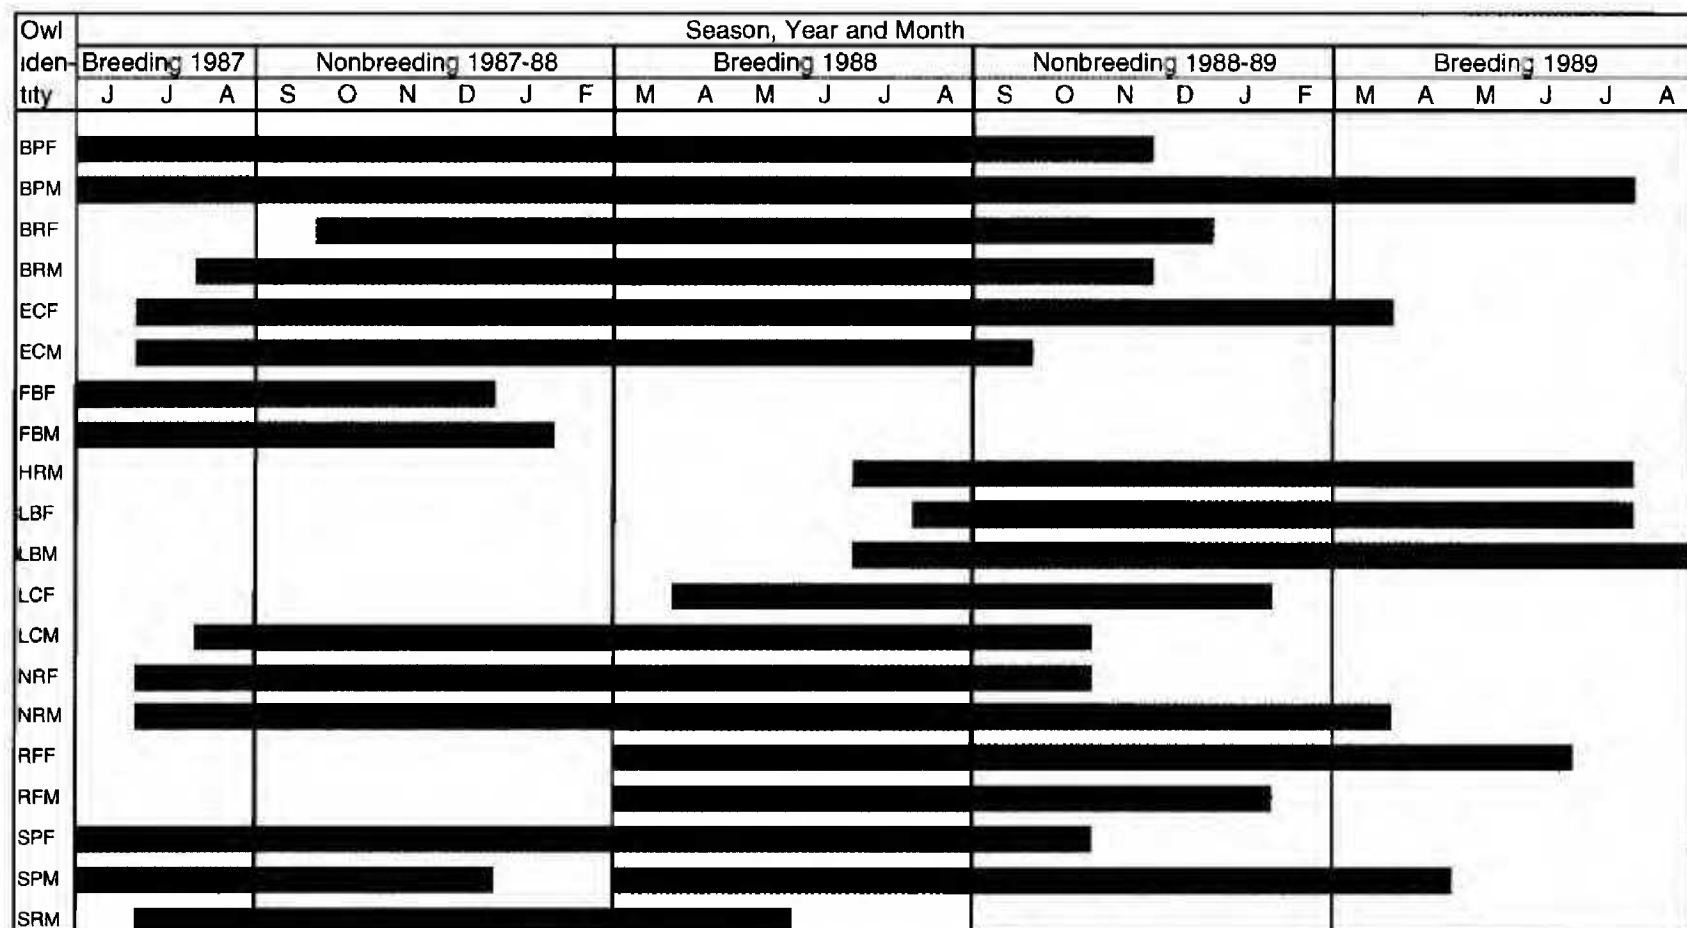 Owl Season, Year and Month
iden- Breeding 1987 Nonbreeding 1987-88 Breeding 1988 Nonbreeding 1988-89 Breeding 1989
tity J J A S O N D J F M A M J J A S O N D J F M A M J J A
BPF
BPM
BRF
BRM
ECF
ECM
FBF
FBM
HRM
LBF
LBM
LCF
LCM
NRF
NRM
RFF
RFM
SPF
SPM
SRM